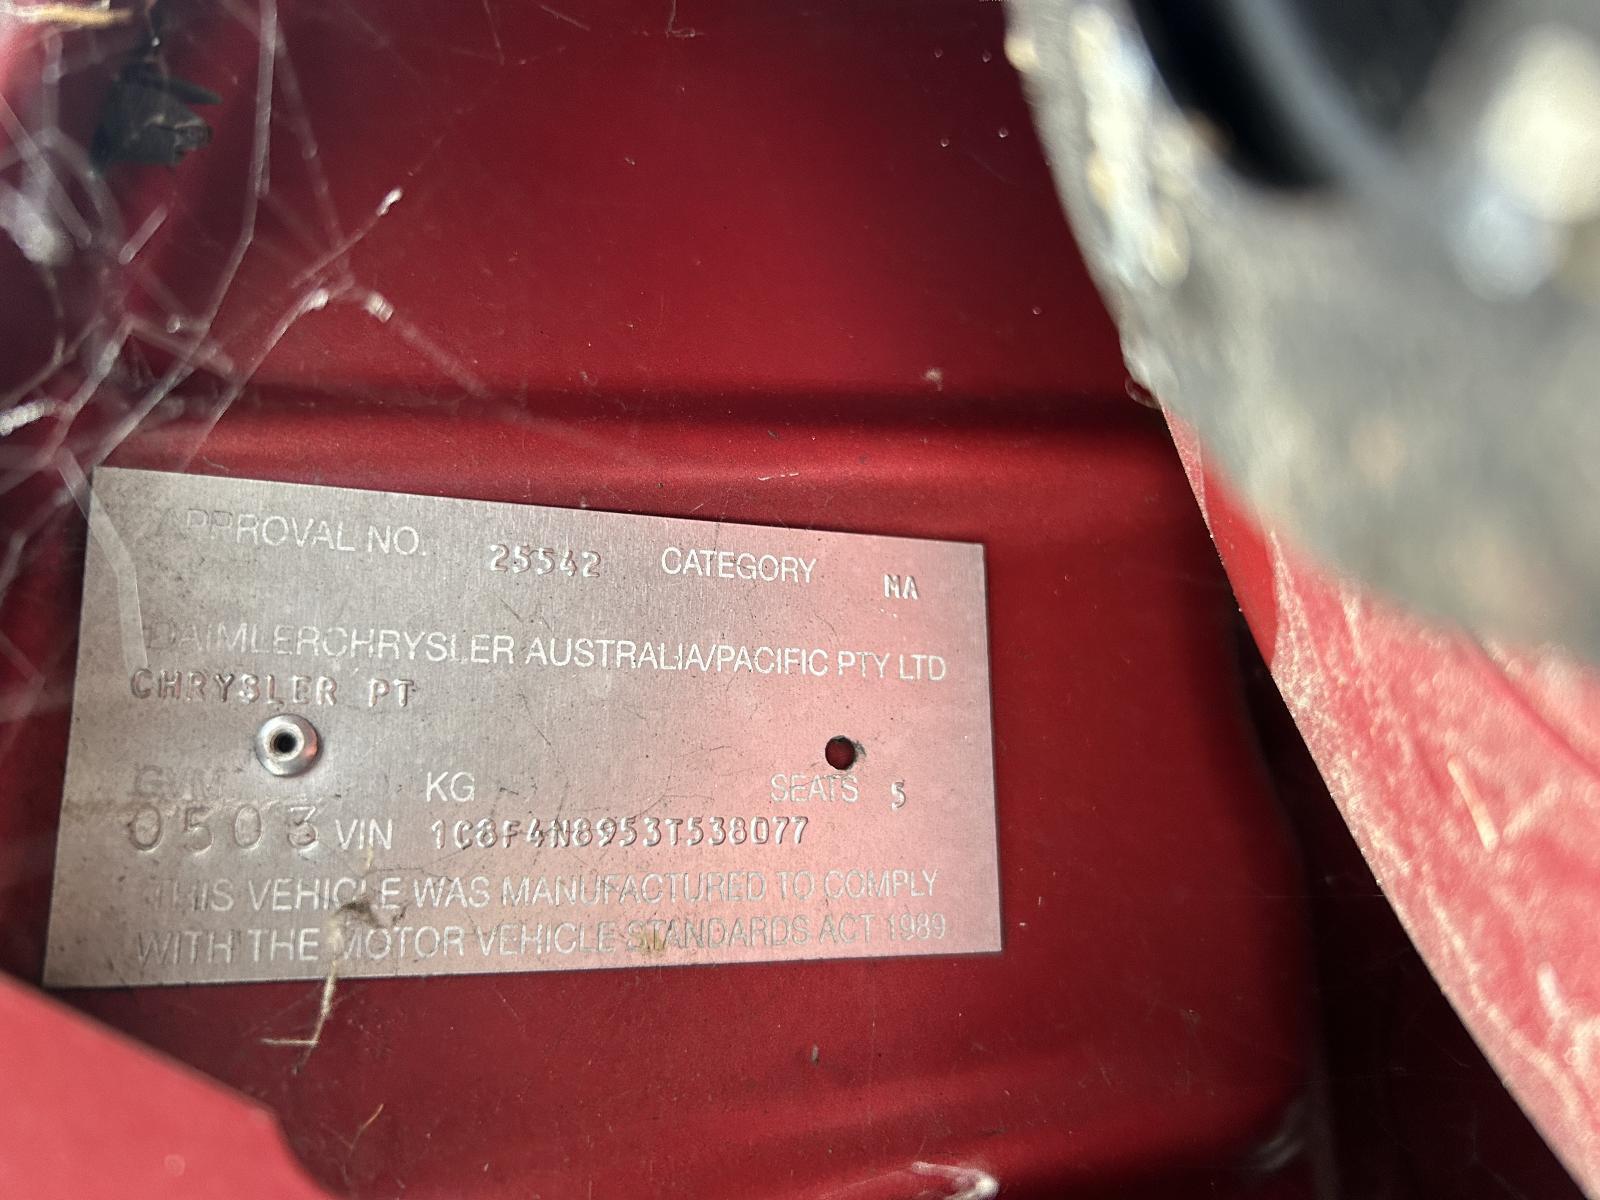 APPROVAL NO. 25542 CATEGORY MA
DAIMLERCHRYSLER AUSTRALIA/PACIFIC PTY LTD
CHRYSLER PT
GVM KG SEATS 5
0503 VIN 1C8F4N8953T538077
THIS VEHICLE WAS MANUFACTURED TO COMPLY
WITH THE MOTOR VEHICLE STANDARDS ACT 1989